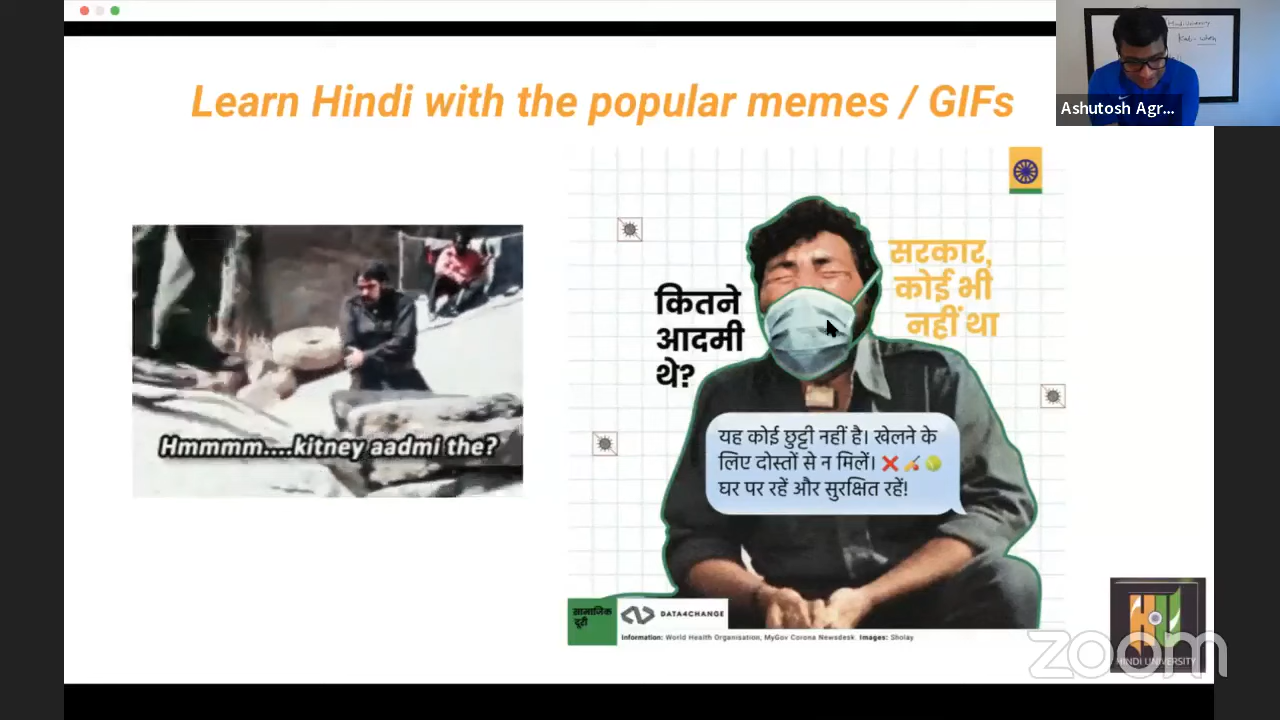 Learn Hindi with the popular memes / GIFs
Ashutosh Agr...
Hmmmm....kitney aadmi the?
कितने
आदमी
थे?
सरकार,
कोई भी
नहीं था
यह कोई छुट्टी नहीं है। खेलने के
लिए दोस्तों से न मिलें। ❌🏏🎾
घर पर रहें और सुरक्षित रहें!
सामाजिक
दूरी
DATA4CHANGE
Information: World Health Organisation, MyGov Corona Newsdesk. Images: Sholay
HU
HINDI UNIVERSITY
zoom